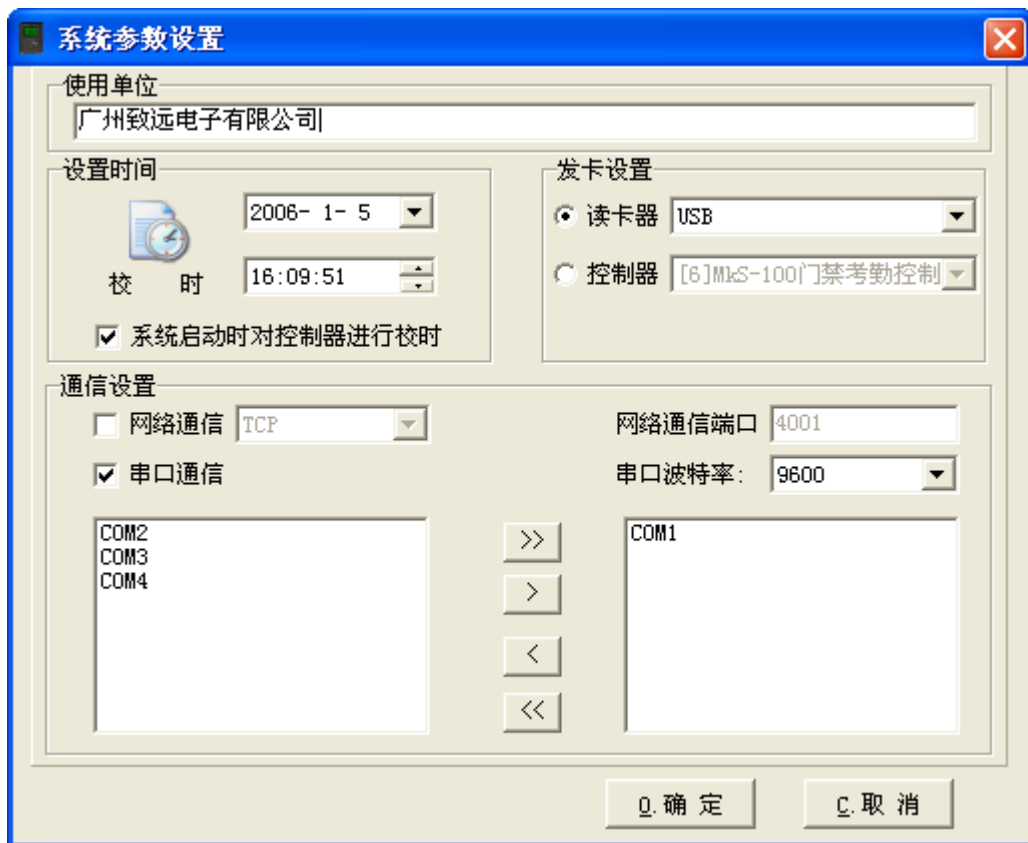 系统参数设置
使用单位
广州致远电子有限公司
设置时间
2006- 1- 5
校 时
16:09:51
系统启动时对控制器进行校时
发卡设置
读卡器 USB
控制器 [6]MkS-100门禁考勤控制
通信设置
网络通信 TCP
网络通信端口 4001
串口通信
串口波特率: 9600
COM2
COM3
COM4
>>
>
<
<<
COM1
O.确 定
C.取 消